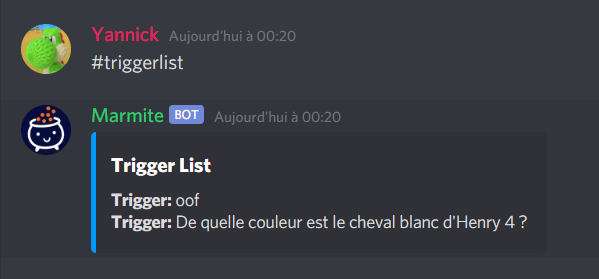 Yannick Aujourd'hui à 00:20
#triggerlist
Marmite BOT Aujourd'hui à 00:20
Trigger List
Trigger: oof
Trigger: De quelle couleur est le cheval blanc d'Henry 4 ?